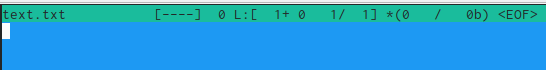 text.txt [----] 0 L:[ 1+ 0 1/ 1] *(0 / 0b) <EOF>